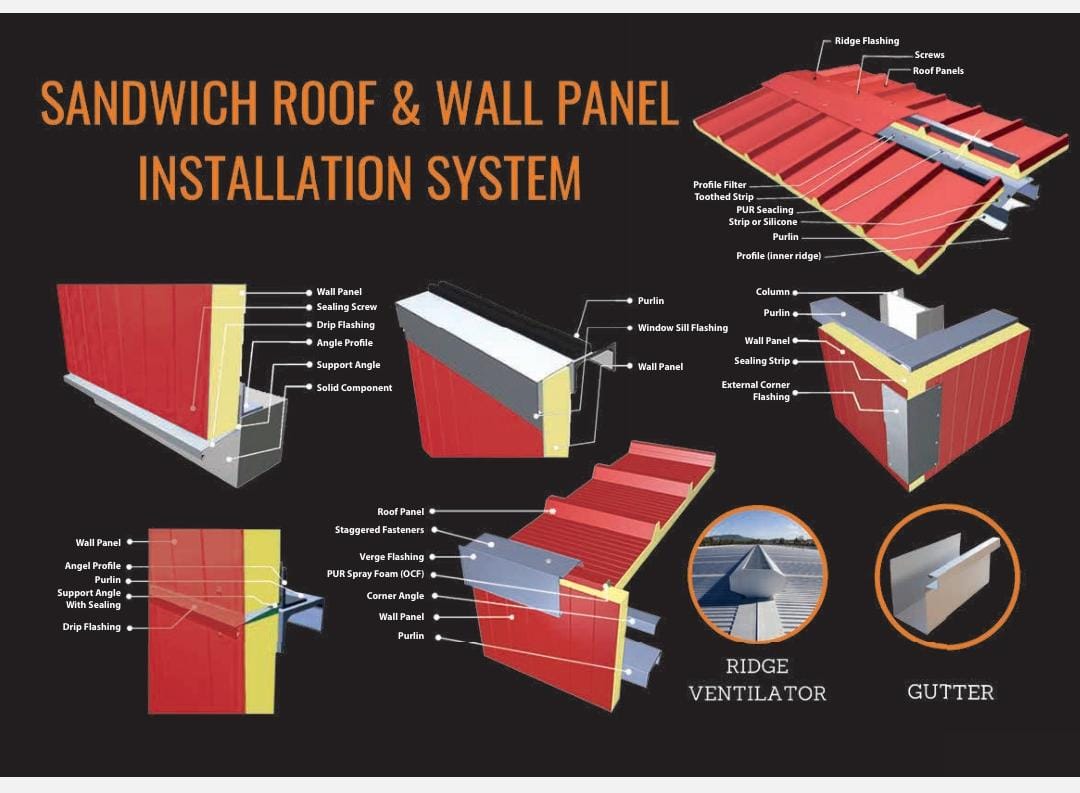 SANDWICH ROOF & WALL PANEL
INSTALLATION SYSTEM
Ridge Flashing
Screws
Roof Panels
Profile Filter
Toothed Strip
PUR Seacling
Strip or Silicone
Purlin
Profile (inner ridge)
Wall Panel
Sealing Screw
Drip Flashing
Angle Profile
Support Angle
Solid Component
Purlin
Window Sill Flashing
Wall Panel
Column
Purlin
Wall Panel
Sealing Strip
External Corner
Flashing
Wall Panel
Angel Profile
Purlin
Support Angle
With Sealing
Drip Flashing
Roof Panel
Staggered Fasteners
Verge Flashing
PUR Spray Foam (OCF)
Corner Angle
Wall Panel
Purlin
RIDGE
VENTILATOR
GUTTER